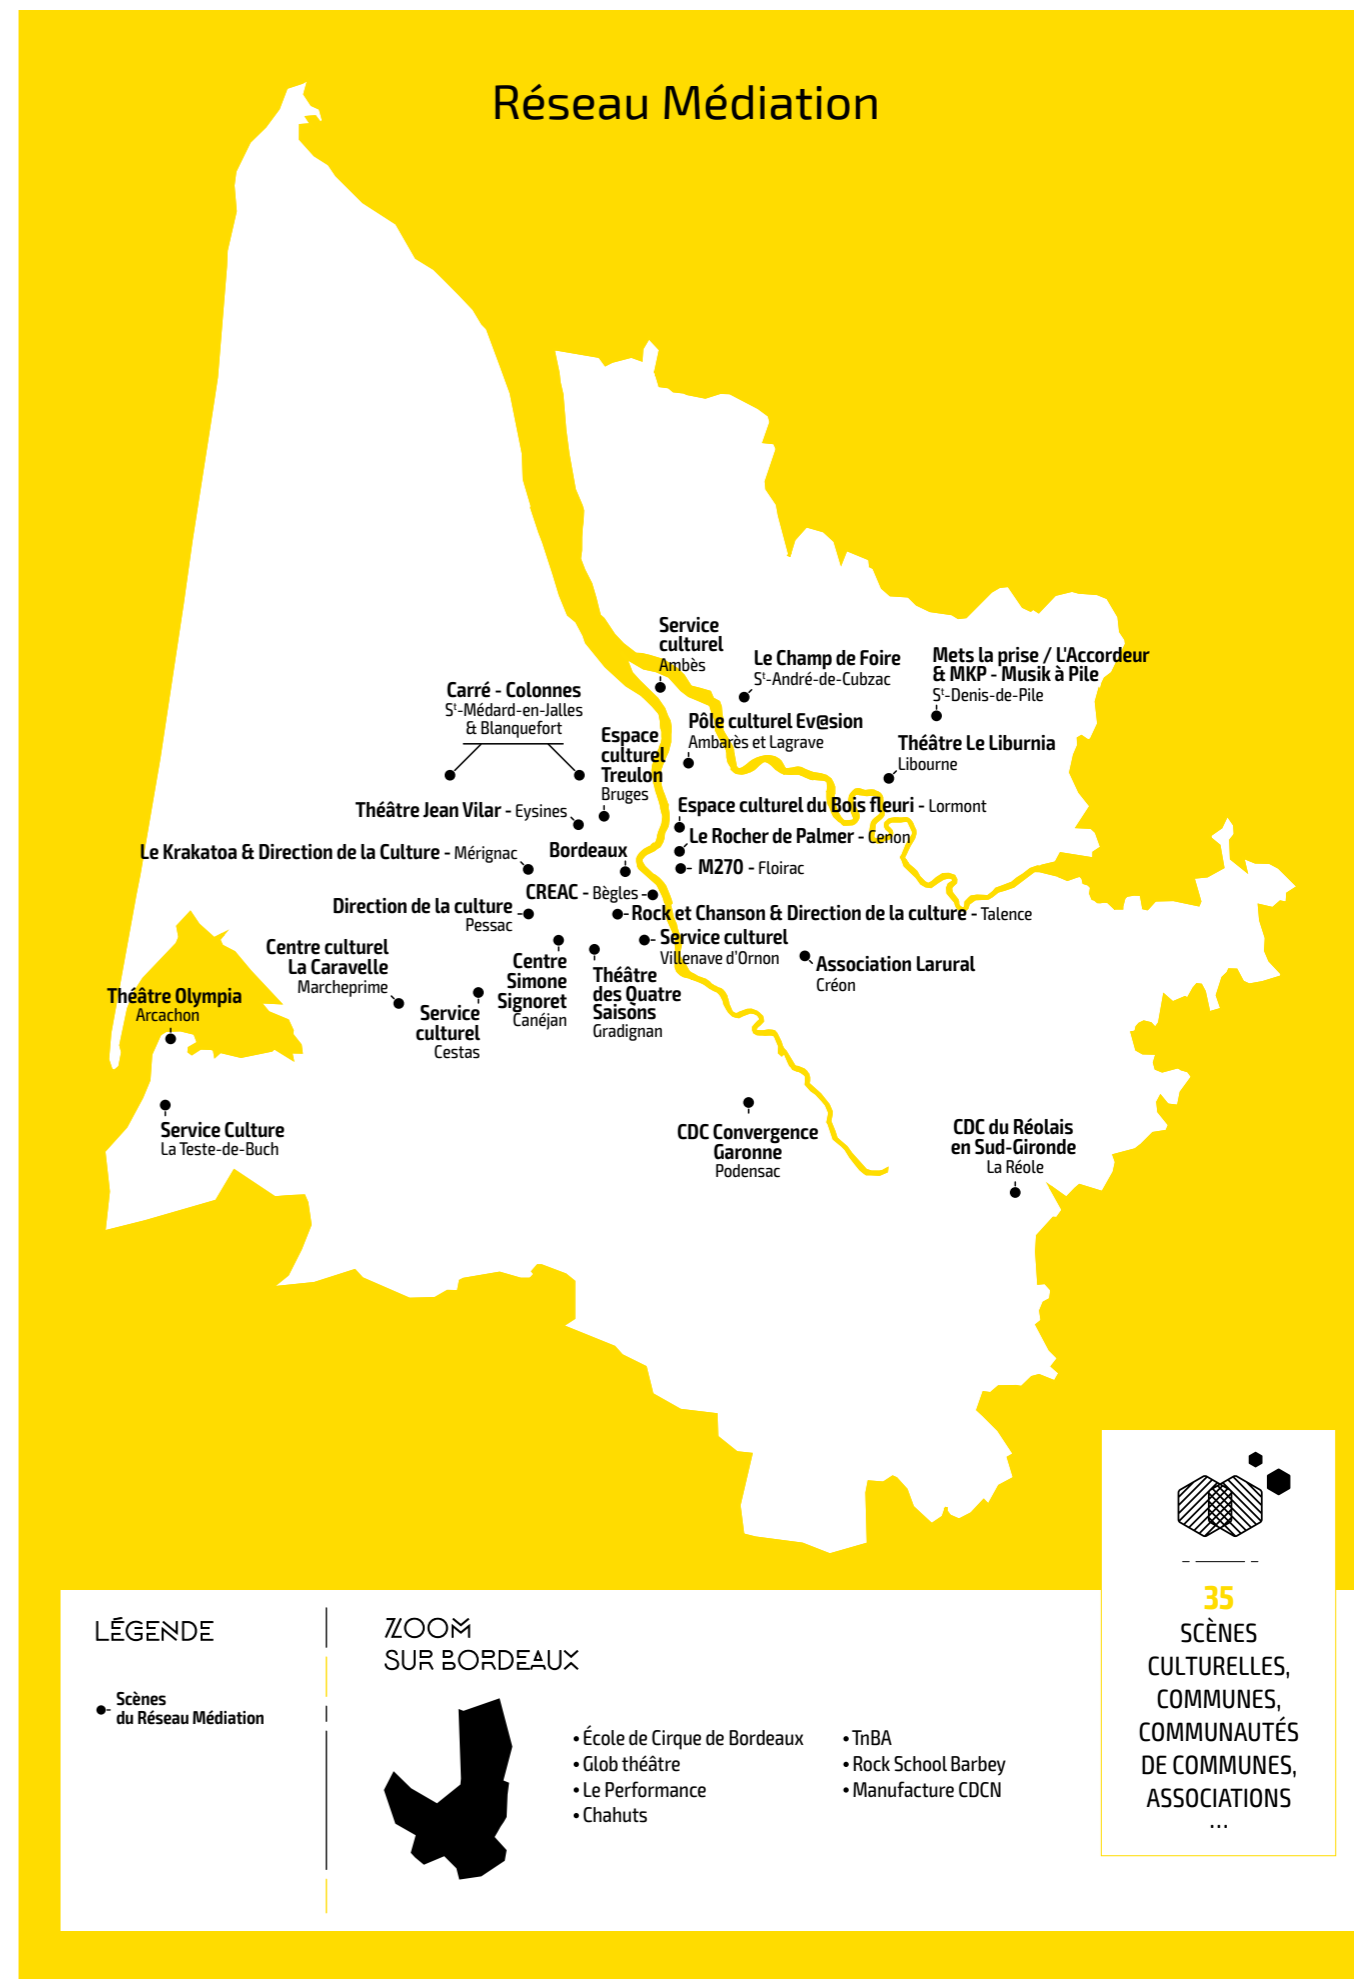 Réseau Médiation
Service
culturel
Ambès
Le Champ de Foire
Sᵗ-André-de-Cubzac
Mets la prise / L'Accordeur
& MKP - Musik à Pile
Sᵗ-Denis-de-Pile
Carré - Colonnes
Sᵗ-Médard-en-Jalles
& Blanquefort
Espace
culturel
Treulon
Bruges
Pôle culturel Ev@sion
Ambarès et Lagrave
Théâtre Le Liburnia
Libourne
Théâtre Jean Vilar - Eysines
Espace culturel du Bois fleuri - Lormont
Le Rocher de Palmer - Cenon
Le Krakatoa & Direction de la Culture - Mérignac
Bordeaux
M270 - Floirac
CREAC - Bègles
Direction de la culture
Pessac
Rock et Chanson & Direction de la culture - Talence
Service culturel
Villenave d'Ornon
Centre culturel
La Caravelle
Marcheprime
Centre
Simone
Signoret
Canéjan
Théâtre
des Quatre
Saisons
Gradignan
Association Larural
Créon
Théâtre Olympia
Arcachon
Service
culturel
Cestas
Service Culture
La Teste-de-Buch
CDC Convergence
Garonne
Podensac
CDC du Réolais
en Sud-Gironde
La Réole
LÉGENDE
Scènes
du Réseau Médiation
ZOOM
SUR BORDEAUX
• École de Cirque de Bordeaux
• Glob théâtre
• Le Performance
• Chahuts
• TnBA
• Rock School Barbey
• Manufacture CDCN
35
SCÈNES
CULTURELLES,
COMMUNES,
COMMUNAUTÉS
DE COMMUNES,
ASSOCIATIONS
...